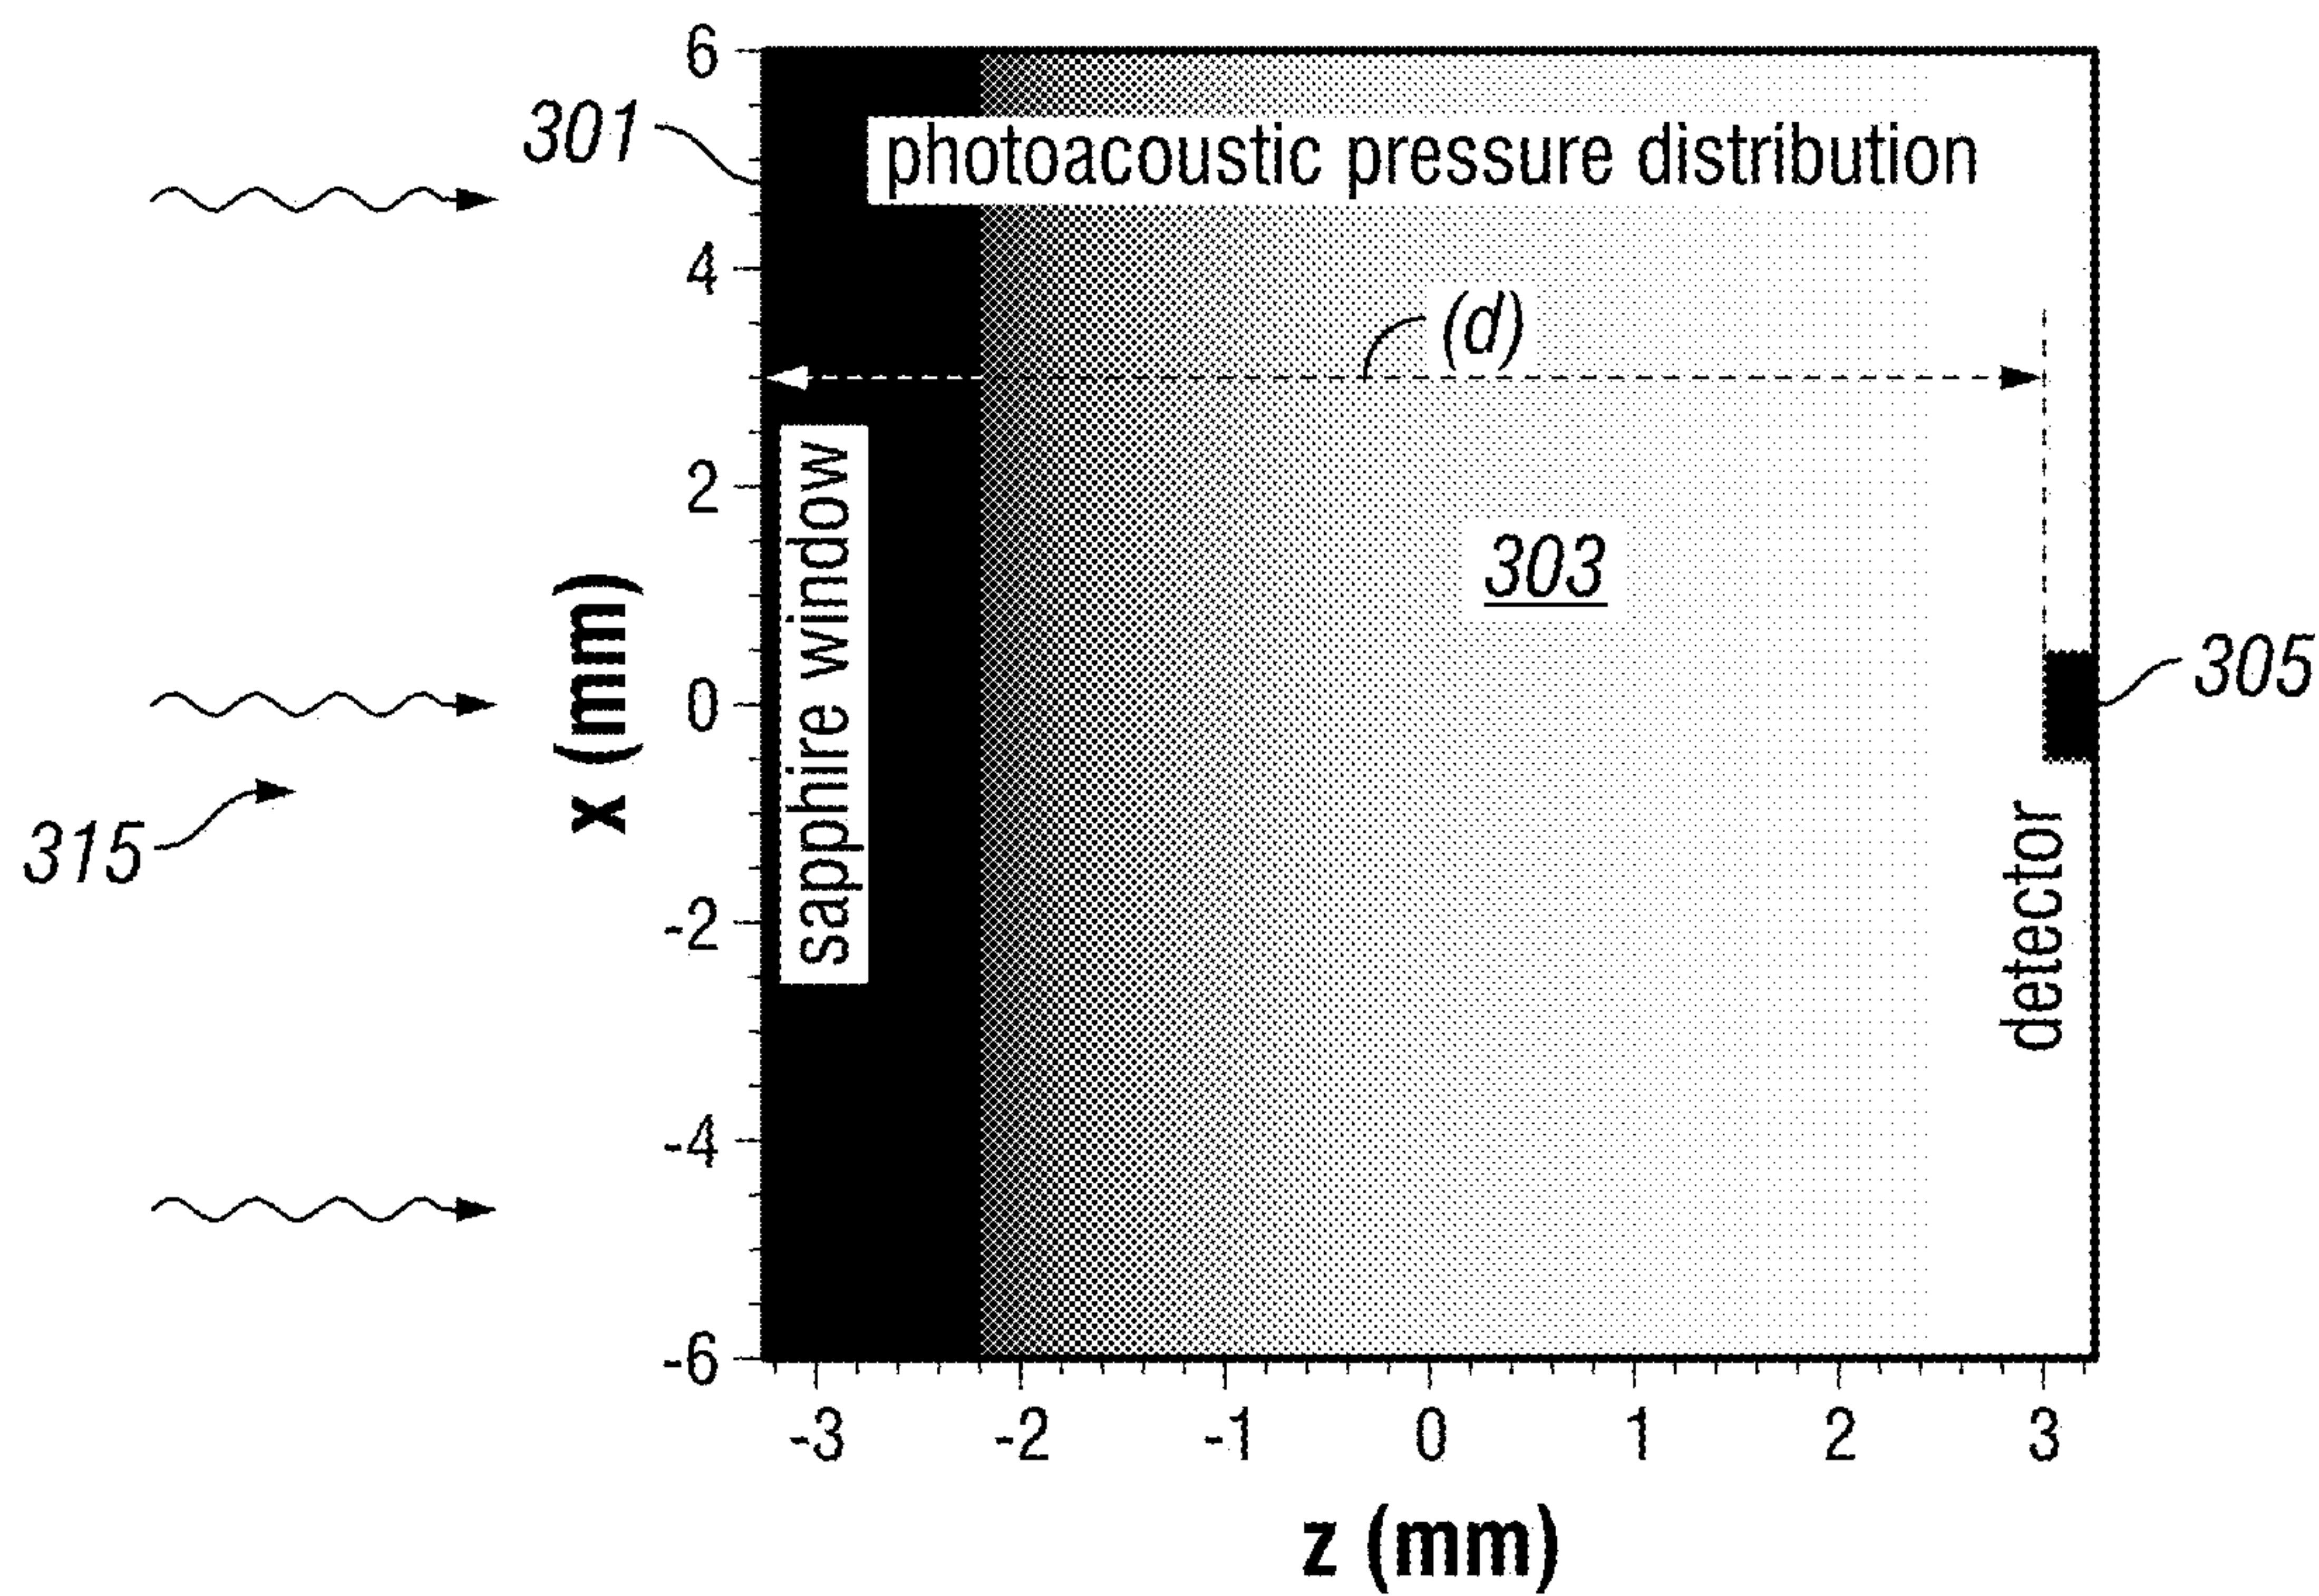 6
301
photoacoustic pressure distribution
4
(d)
2
sapphire window
303
x (mm)
0
305
315
-2
detector
-4
-6
-3 -2 -1 0 1 2 3
z (mm)